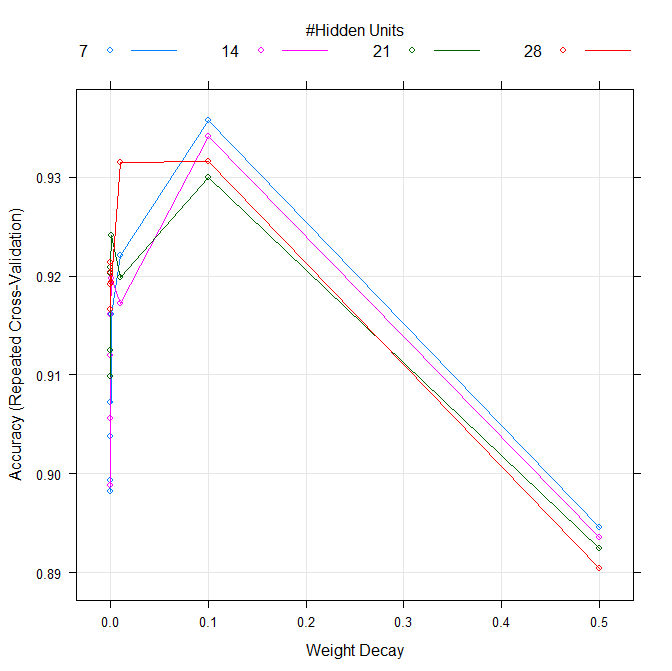 #Hidden Units
7 14 21 28
0.93
0.92
0.91
0.90
0.89
Accuracy (Repeated Cross-Validation)
0.0 0.1 0.2 0.3 0.4 0.5
Weight Decay